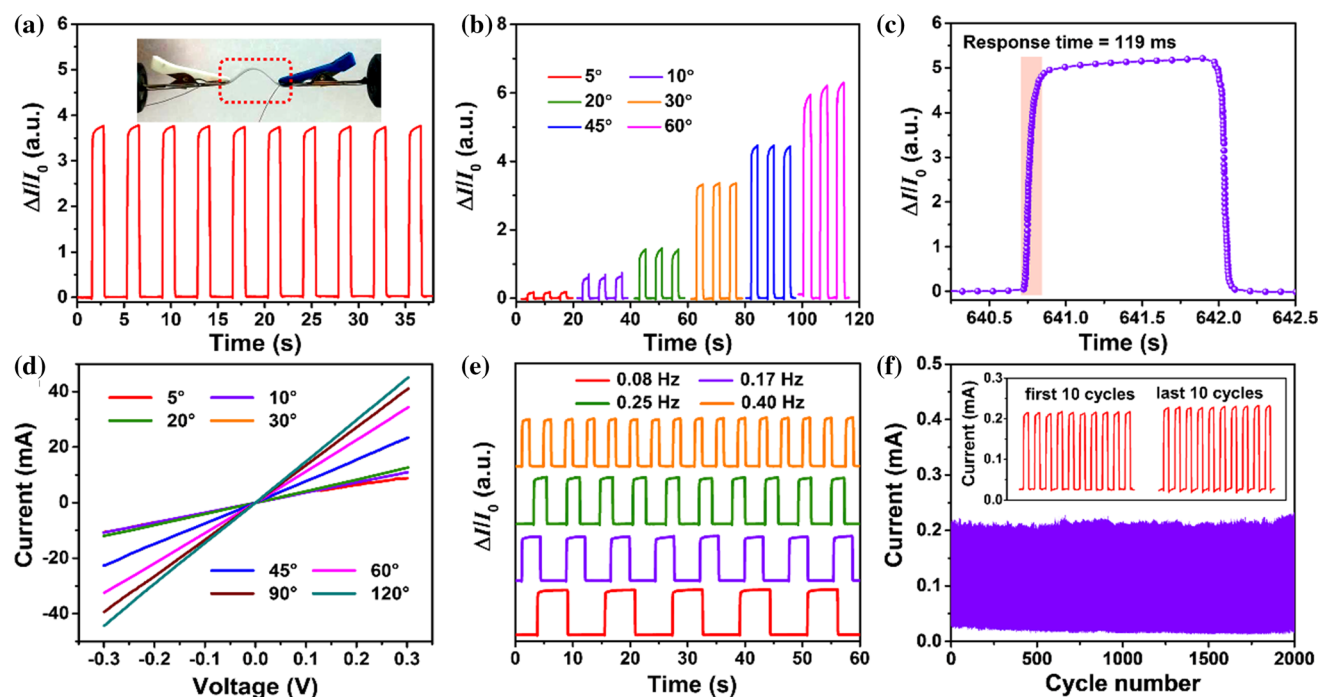 (a)
6
5
4
3
2
1
0
ΔI/I0 (a.u.)
0 5 10 15 20 25 30 35
Time (s)
(b)
8
6
4
2
0
ΔI/I0 (a.u.)
5° 10°
20° 30°
45° 60°
0 20 40 60 80 100 120
Time (s)
(c)
Response time = 119 ms
6
5
4
3
2
1
0
ΔI/I0 (a.u.)
640.5 641.0 641.5 642.0 642.5
Time (s)
(d)
40
20
0
-20
-40
Current (mA)
5° 10°
20° 30°
45° 60°
90° 120°
-0.3 -0.2 -0.1 0.0 0.1 0.2 0.3
Voltage (V)
(e)
0.08 Hz 0.17 Hz
0.25 Hz 0.40 Hz
ΔI/I0 (a.u.)
0 10 20 30 40 50 60
Time (s)
(f)
0.5
0.4
0.3
0.2
0.1
0.0
Current (mA)
0.3
0.2
0.1
0.0
Current (mA)
first 10 cycles last 10 cycles
0 500 1000 1500 2000
Cycle number